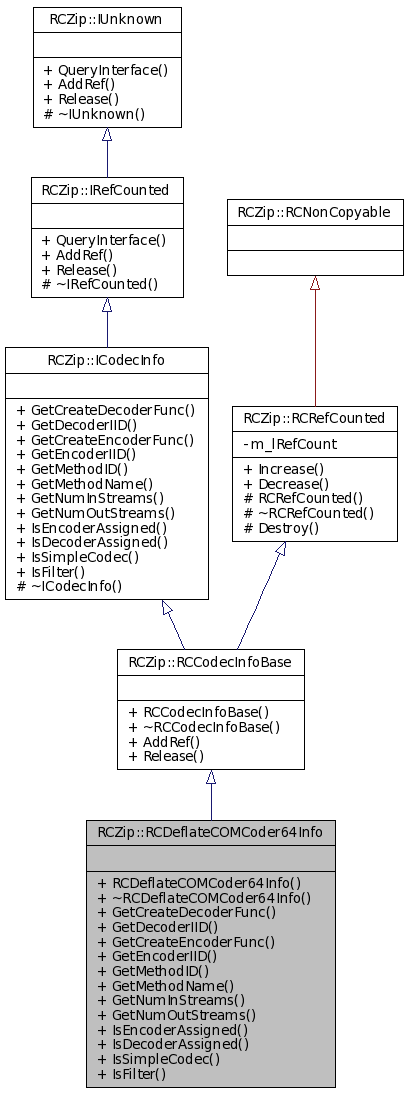 RCZip::IUnknown
+ QueryInterface()
+ AddRef()
+ Release()
# ~IUnknown()
RCZip::IRefCounted
+ QueryInterface()
+ AddRef()
+ Release()
# ~IRefCounted()
RCZip::RCNonCopyable
RCZip::ICodecInfo
+ GetCreateDecoderFunc()
+ GetDecoderIID()
+ GetCreateEncoderFunc()
+ GetEncoderIID()
+ GetMethodID()
+ GetMethodName()
+ GetNumInStreams()
+ GetNumOutStreams()
+ IsEncoderAssigned()
+ IsDecoderAssigned()
+ IsSimpleCodec()
+ IsFilter()
# ~ICodecInfo()
RCZip::RCRefCounted
- m_lRefCount
+ Increase()
+ Decrease()
# RCRefCounted()
# ~RCRefCounted()
# Destroy()
RCZip::RCCodecInfoBase
+ RCCodecInfoBase()
+ ~RCCodecInfoBase()
+ AddRef()
+ Release()
RCZip::RCDeflateCOMCoder64Info
+ RCDeflateCOMCoder64Info()
+ ~RCDeflateCOMCoder64Info()
+ GetCreateDecoderFunc()
+ GetDecoderIID()
+ GetCreateEncoderFunc()
+ GetEncoderIID()
+ GetMethodID()
+ GetMethodName()
+ GetNumInStreams()
+ GetNumOutStreams()
+ IsEncoderAssigned()
+ IsDecoderAssigned()
+ IsSimpleCodec()
+ IsFilter()